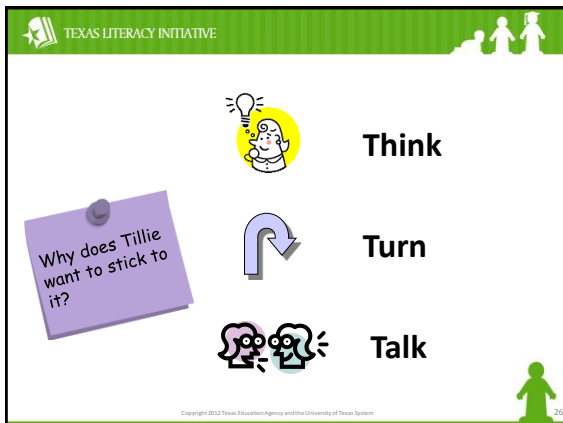 TEXAS LITERACY INITIATIVE
Think
Why does Tillie
want to stick to
it?
Turn
Talk
Copyright 2012 Texas Education Agency and the University of Texas System
26